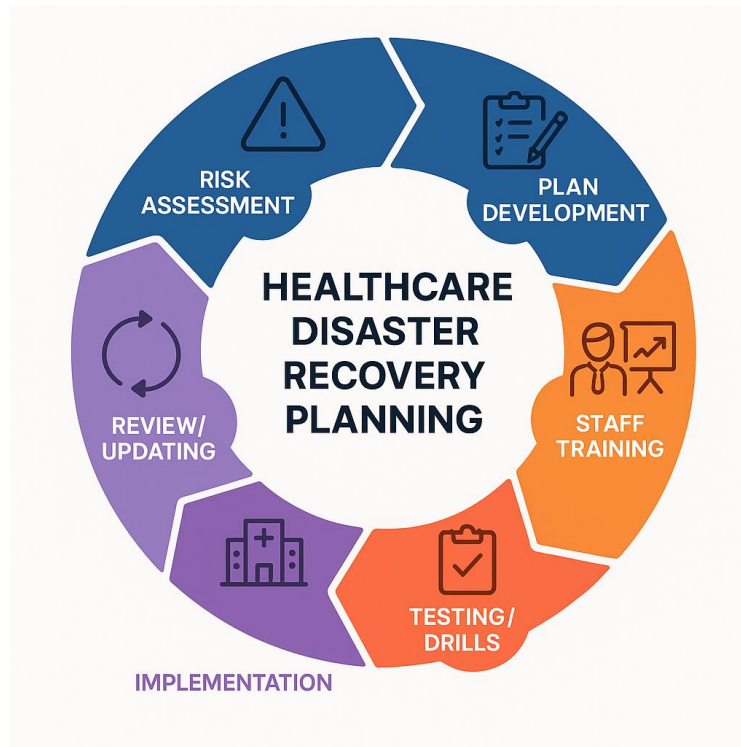 HEALTHCARE
DISASTER
RECOVERY
PLANNING
RISK
ASSESSMENT
PLAN
DEVELOPMENT
STAFF
TRAINING
TESTING/
DRILLS
IMPLEMENTATION
REVIEW/
UPDATING